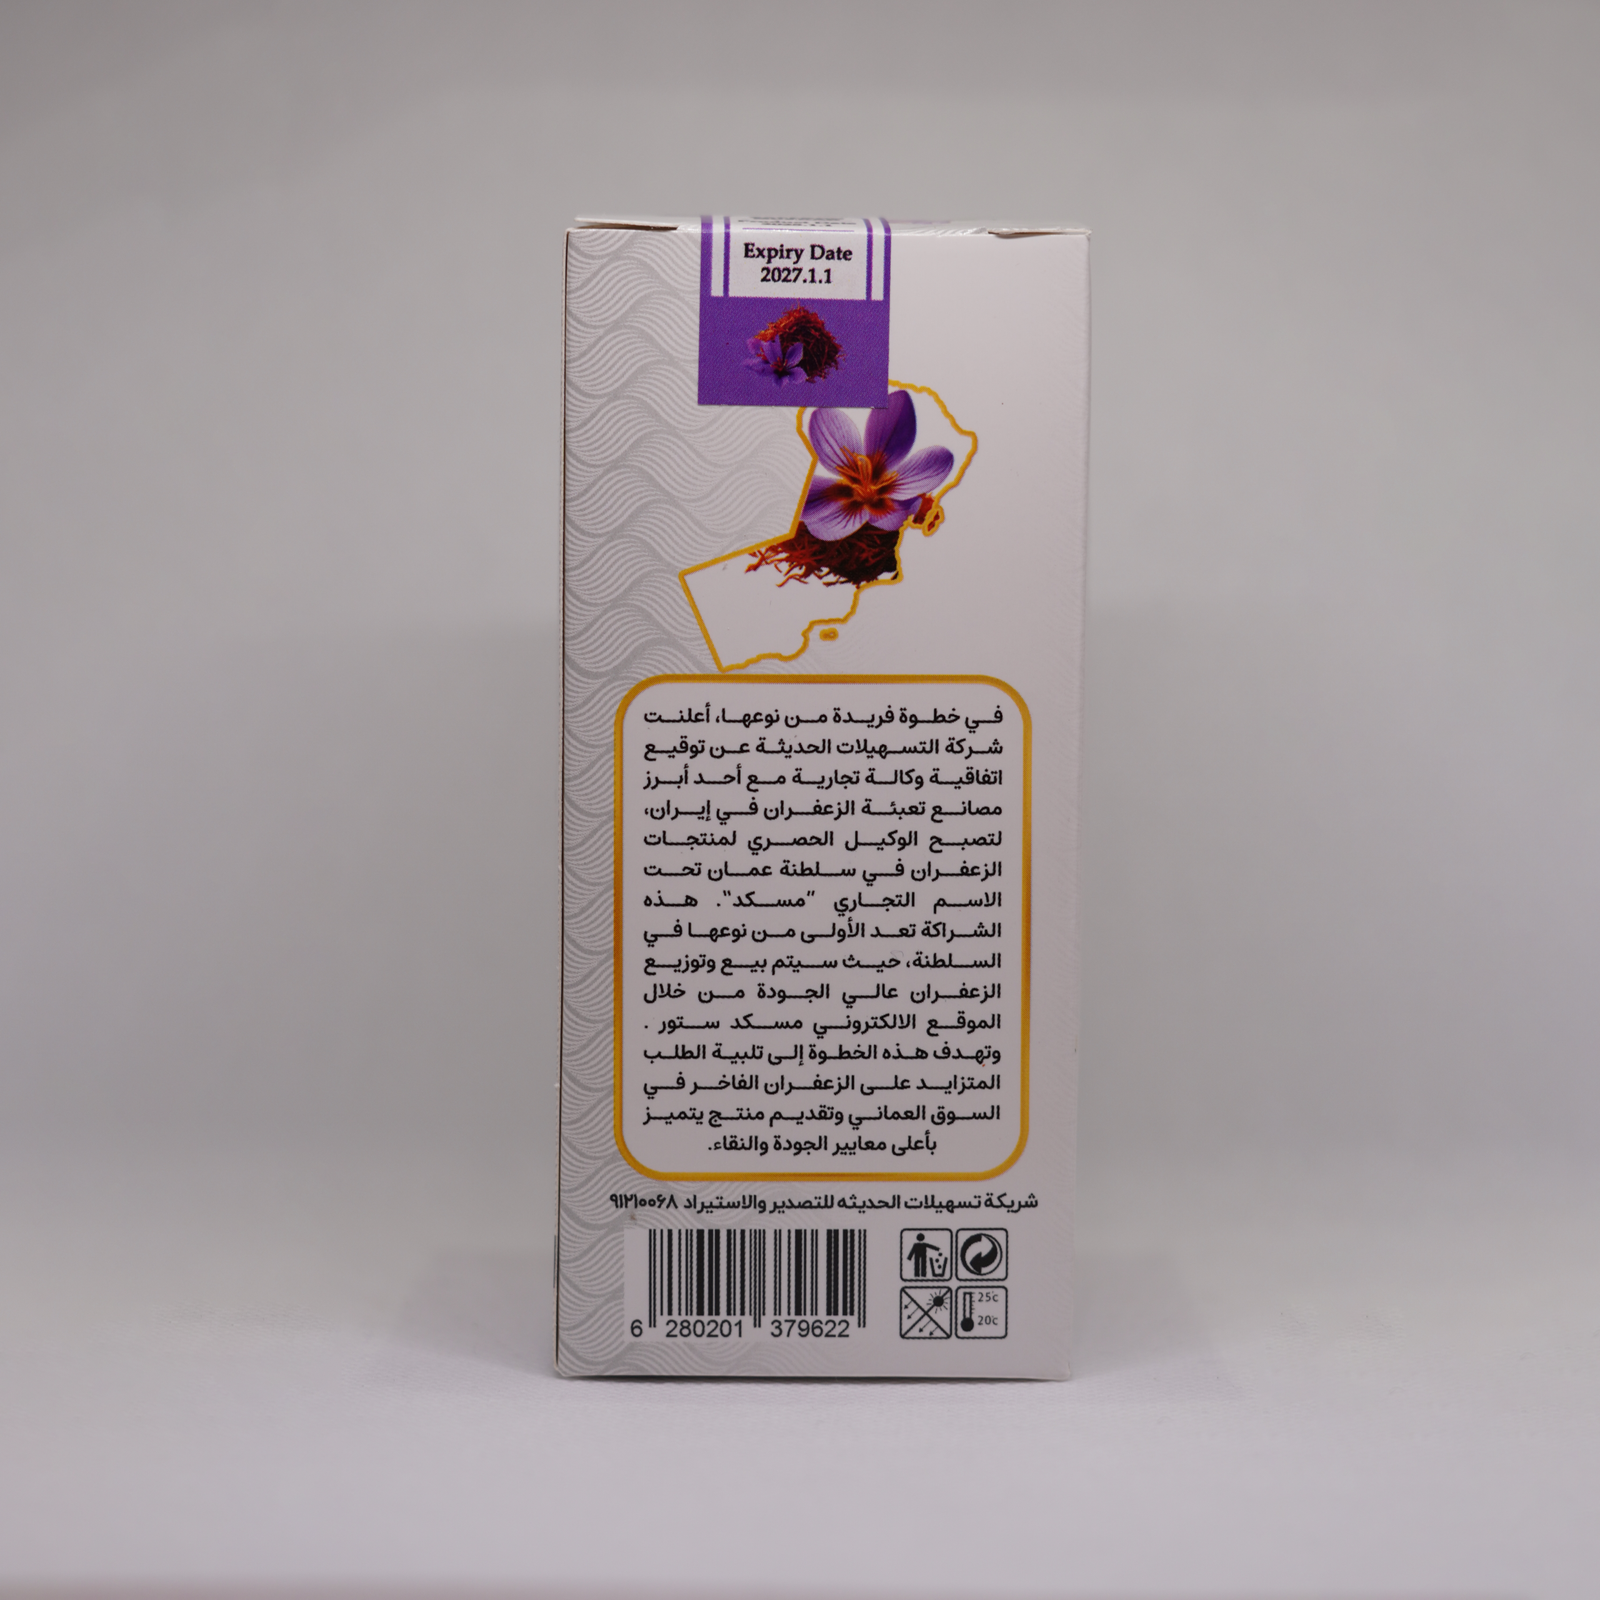 Expiry Date
2027.1.1
في خطوة فريدة من نوعها، أعلنت
شركة التسهيلات الحديثة عن توقيع
اتفاقية وكالة تجارية مع أحد أبرز
مصانع تعبئة الزعفران في إيران،
لتصبح الوكيل الحصري لمنتجات
الزعفران في سلطنة عمان تحت
الاسم التجاري "مسكد". هذه
الشراكة تعد الأولى من نوعها في
السلطنة، حيث سيتم بيع وتوزيع
الزعفران عالي الجودة من خلال
الموقع الالكتروني مسكد ستور .
وتهدف هذه الخطوة إلى تلبية الطلب
المتزايد على الزعفران الفاخر في
السوق العماني وتقديم منتج يتميز
بأعلى معايير الجودة والنقاء.
شريكة تسهيلات الحديثه للتصدير والاستيراد ۹۱۲۱۰۰۶۸
25c
20c
6 280201 379622